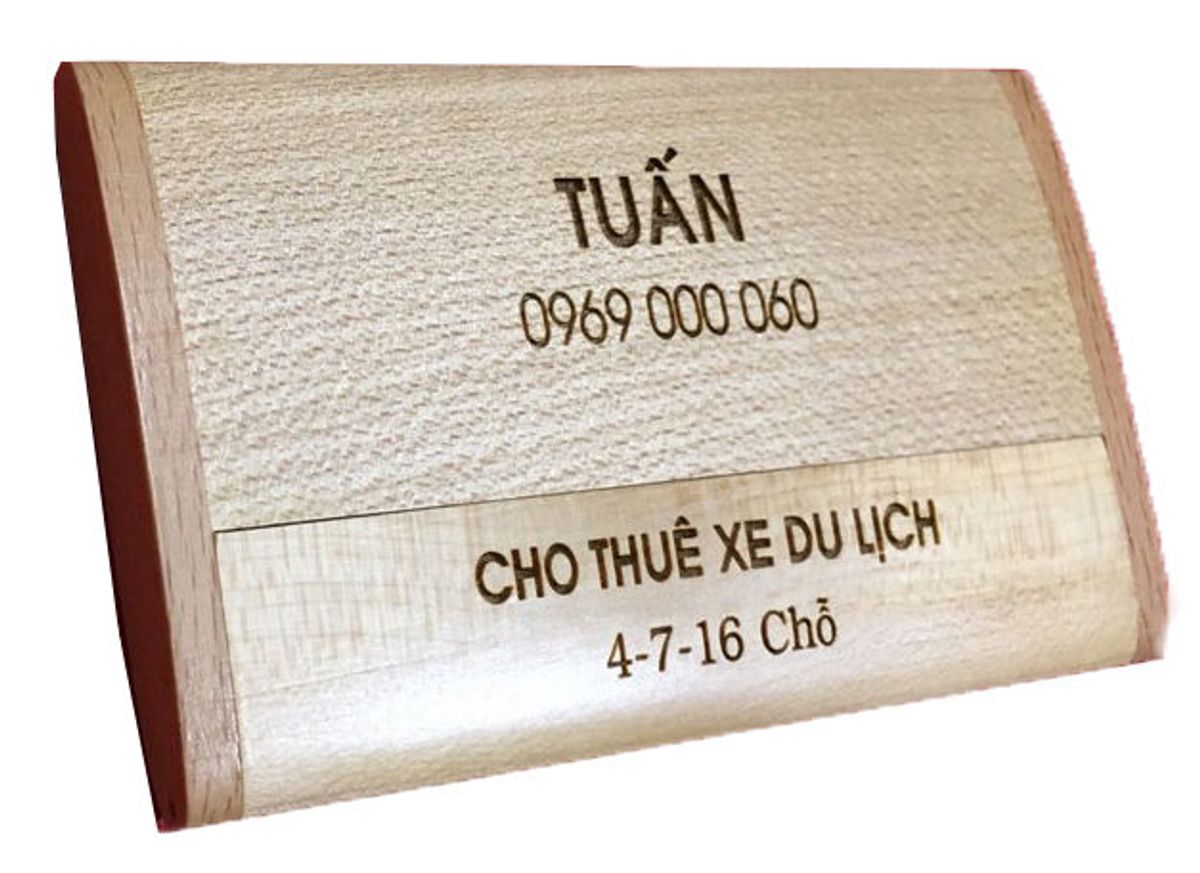 TUẤN
0969 000 060
CHO THUÊ XE DU LỊCH
4-7-16 Chỗ